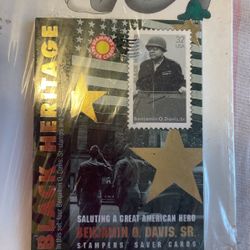 BLACK HERITAGE
32
USA
Benjamin O. Davis, Sr.
SALUTING A GREAT AMERICAN HERO
BENJAMIN O. DAVIS, SR.
STAMPERS' SAVER CARDS